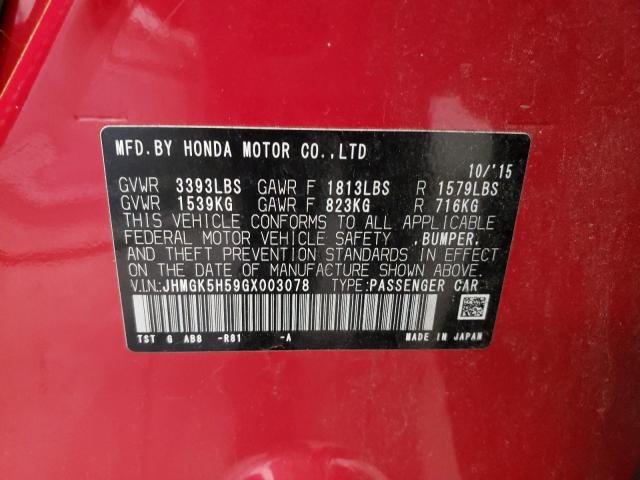 MFD.BY HONDA MOTOR CO.,LTD
10/'15
GVWR 3393LBS GAWR F 1813LBS R 1579LBS
GVWR 1539KG GAWR F 823KG R 716KG
THIS VEHICLE CONFORMS TO ALL APPLICABLE
FEDERAL MOTOR VEHICLE SAFETY ,BUMPER,
AND THEFT PREVENTION STANDARDS IN EFFECT
ON THE DATE OF MANUFACTURE SHOWN ABOVE.
V.I.N.:JHMGK5H59GX003078 TYPE:PASSENGER CAR
TST G AB8 -R81 -A MADE IN JAPAN